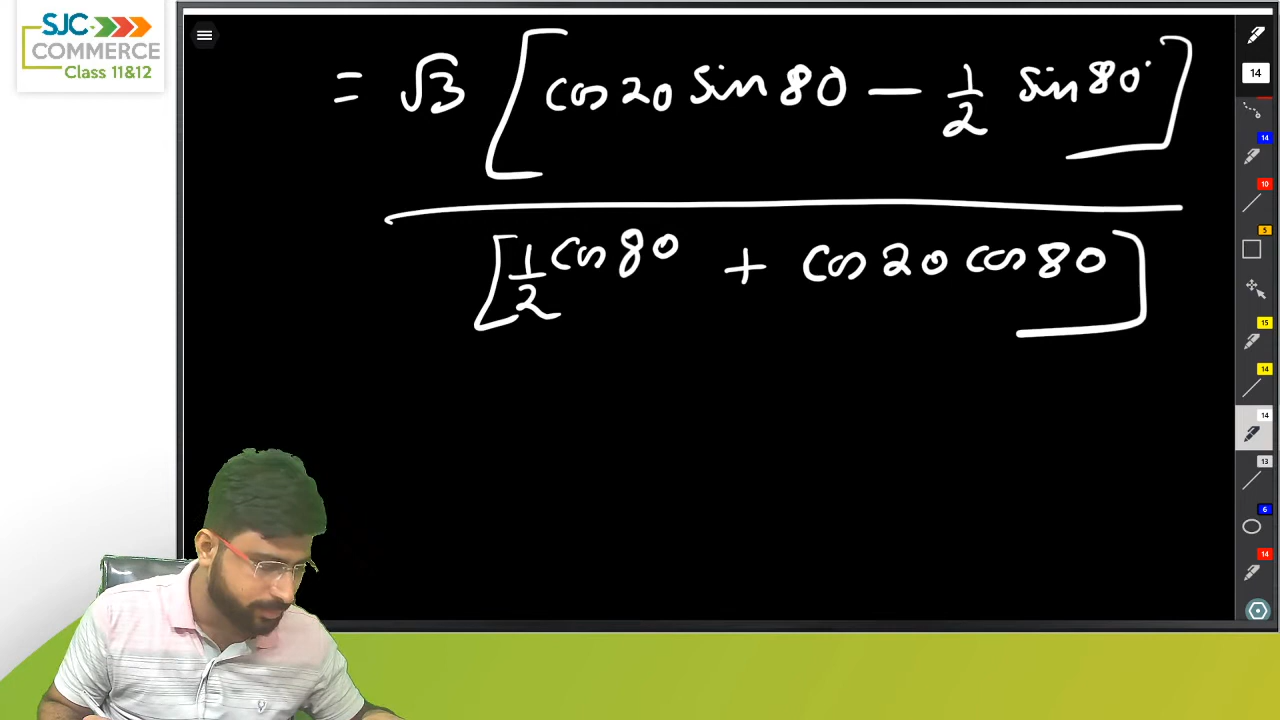 SJC
COMMERCE
Class 11&12
= √3 [cos 20 sin 80 - 1/2 sin 80°]
[1/2 cos 80 + cos 20 cos 80]
14
14
10
5
15
14
14
13
6
14